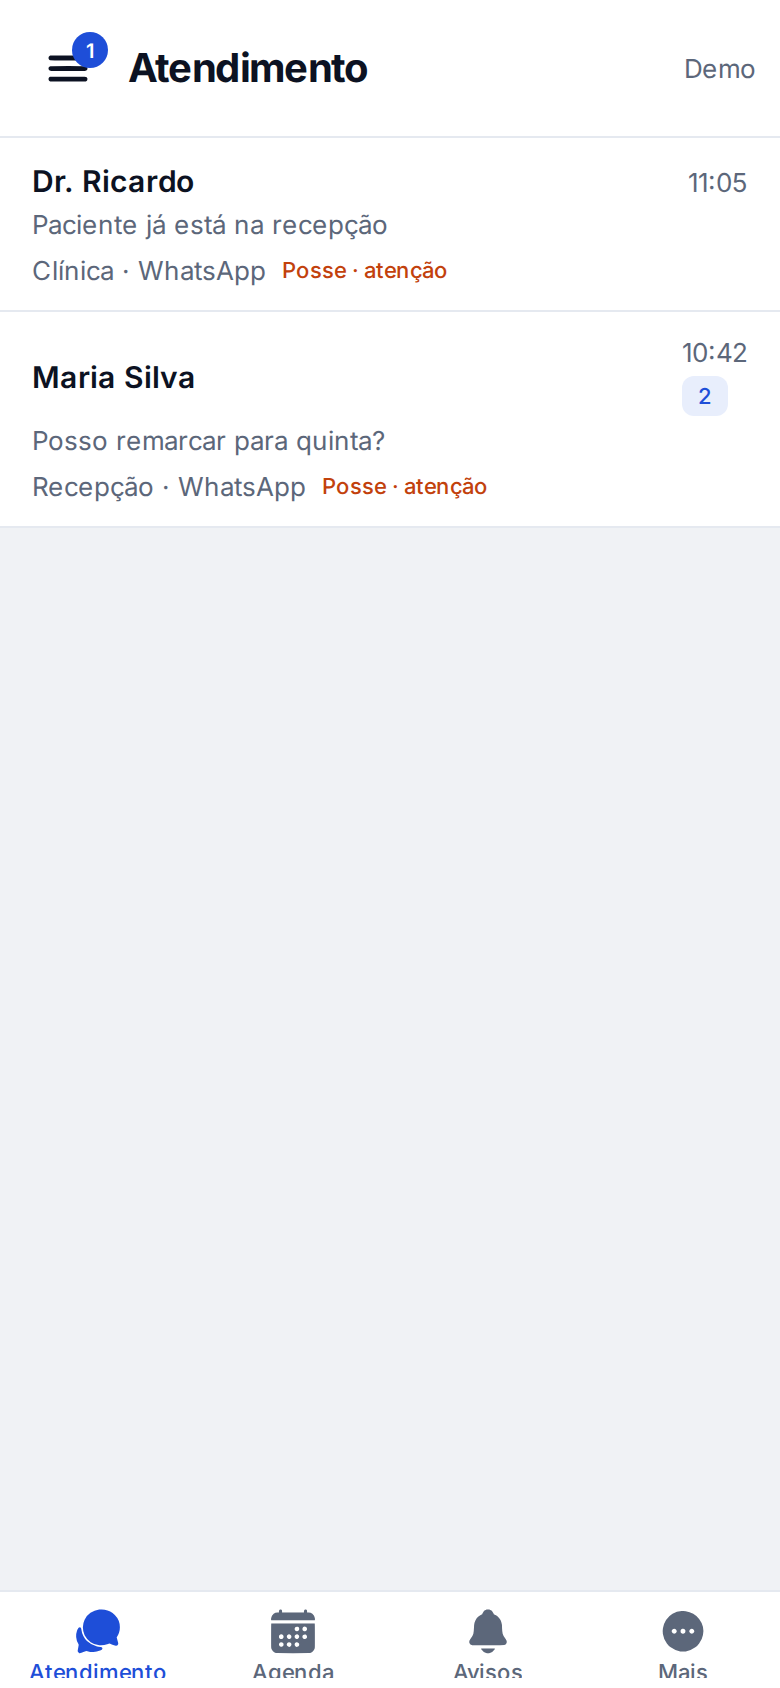 1
Atendimento
Demo
Dr. Ricardo
11:05
Paciente já está na recepção
Clínica · WhatsApp Posse · atenção
Maria Silva
10:42
2
Posso remarcar para quinta?
Recepção · WhatsApp Posse · atenção
Atendimento
Agenda
Avisos
Mais